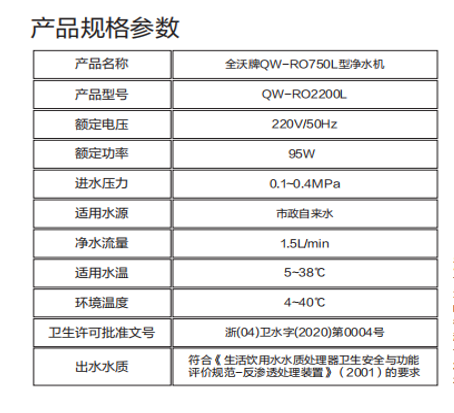 产品规格参数
产品名称 全沃牌QW-RO750L型净水机
产品型号 QW-RO2200L
额定电压 220V/50Hz
额定功率 95W
进水压力 0.1~0.4MPa
适用水源 市政自来水
净水流量 1.5L/min
适用水温 5~38℃
环境温度 4~40℃
卫生许可批准文号 浙(04)卫水字(2020)第0004号
出水水质 符合《生活饮用水水质处理器卫生安全与功能
评价规范-反渗透处理装置》(2001)的要求